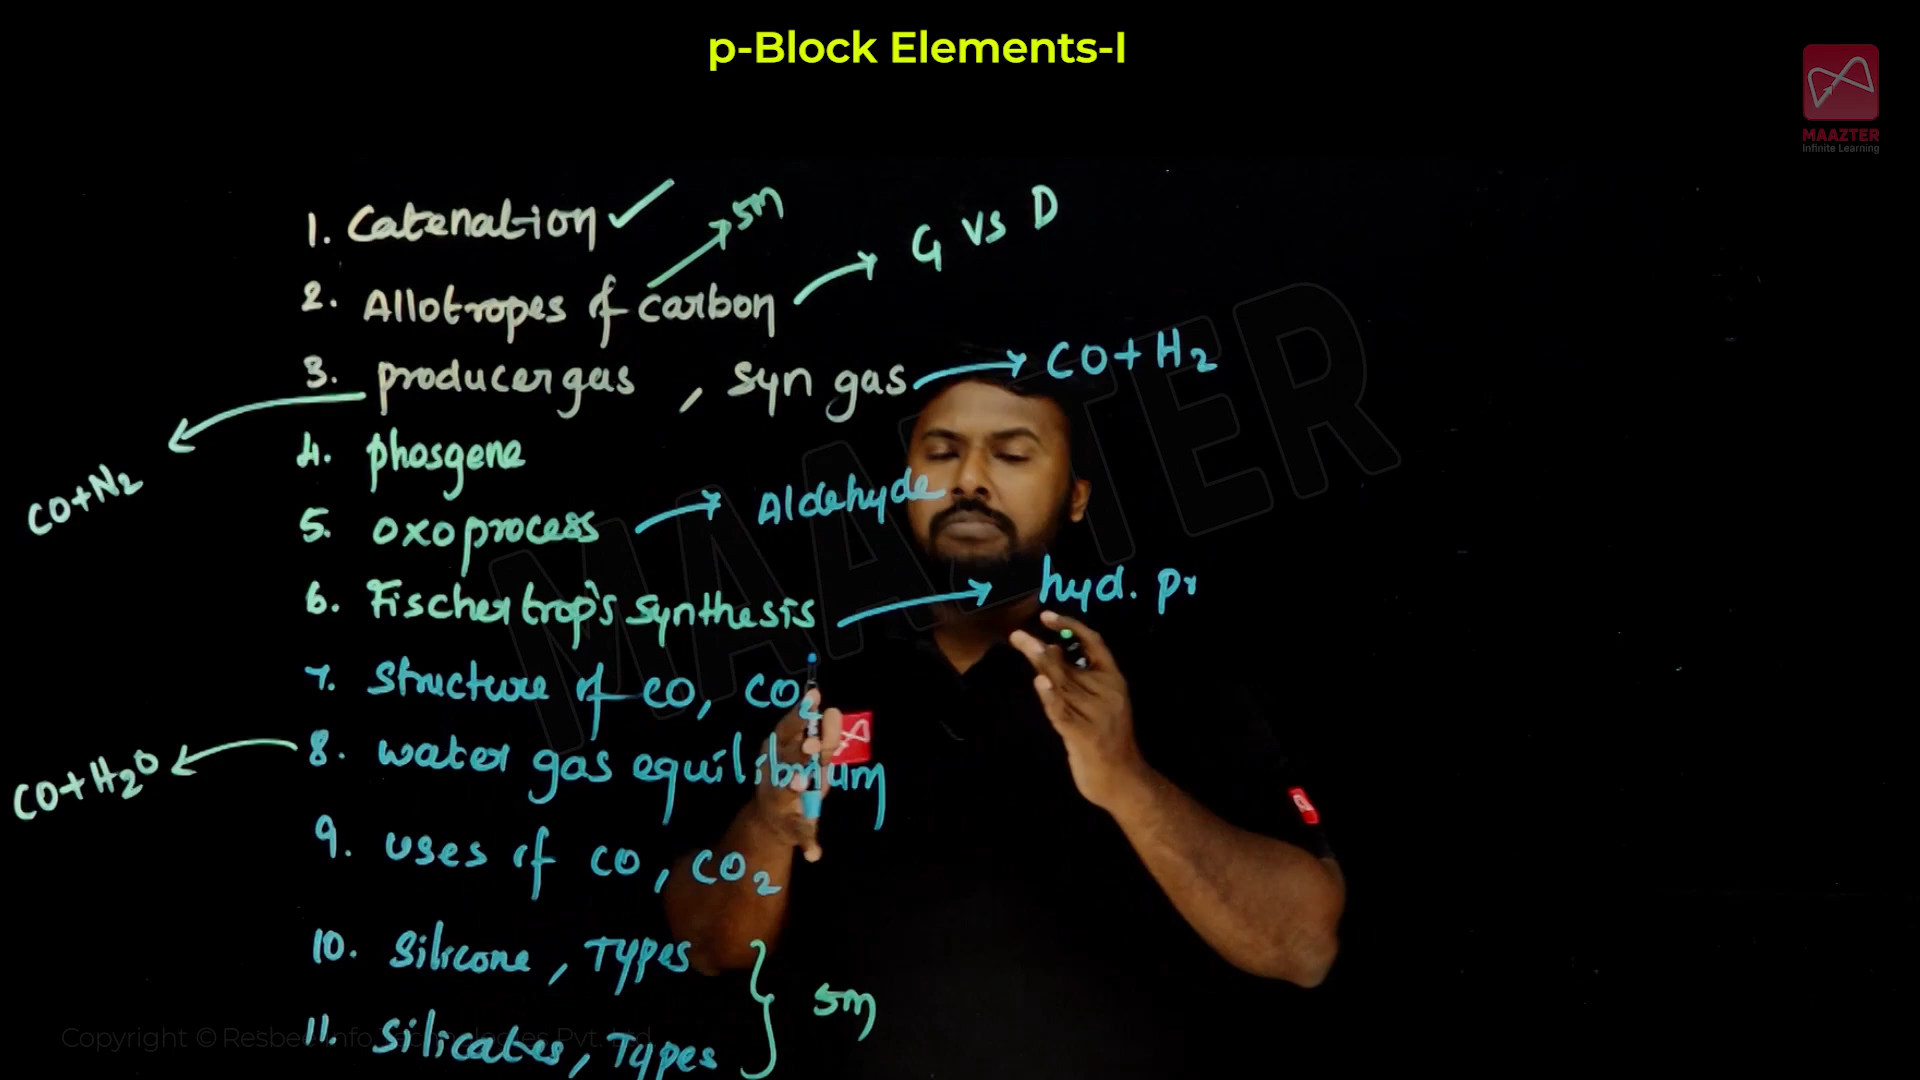 p-Block Elements-I
MAAZTER
Infinite Learning
1. Catenation ✓
5m
G vs D
2. Allotropes of carbon
3. producer gas , syn gas → CO+H2
CO+N2
4. phosgene
5. oxo process → Aldehyde
6. Fischer trop's synthesis → hyd. pr
7. Structure of CO, CO2
8. water gas equilibrium
CO+H2O
9. uses of CO, CO2
10. Silicone, Types
11. Silicates, Types
5m
MAAZTER
Copyright © Resbee Info Technologies Pvt. Ltd